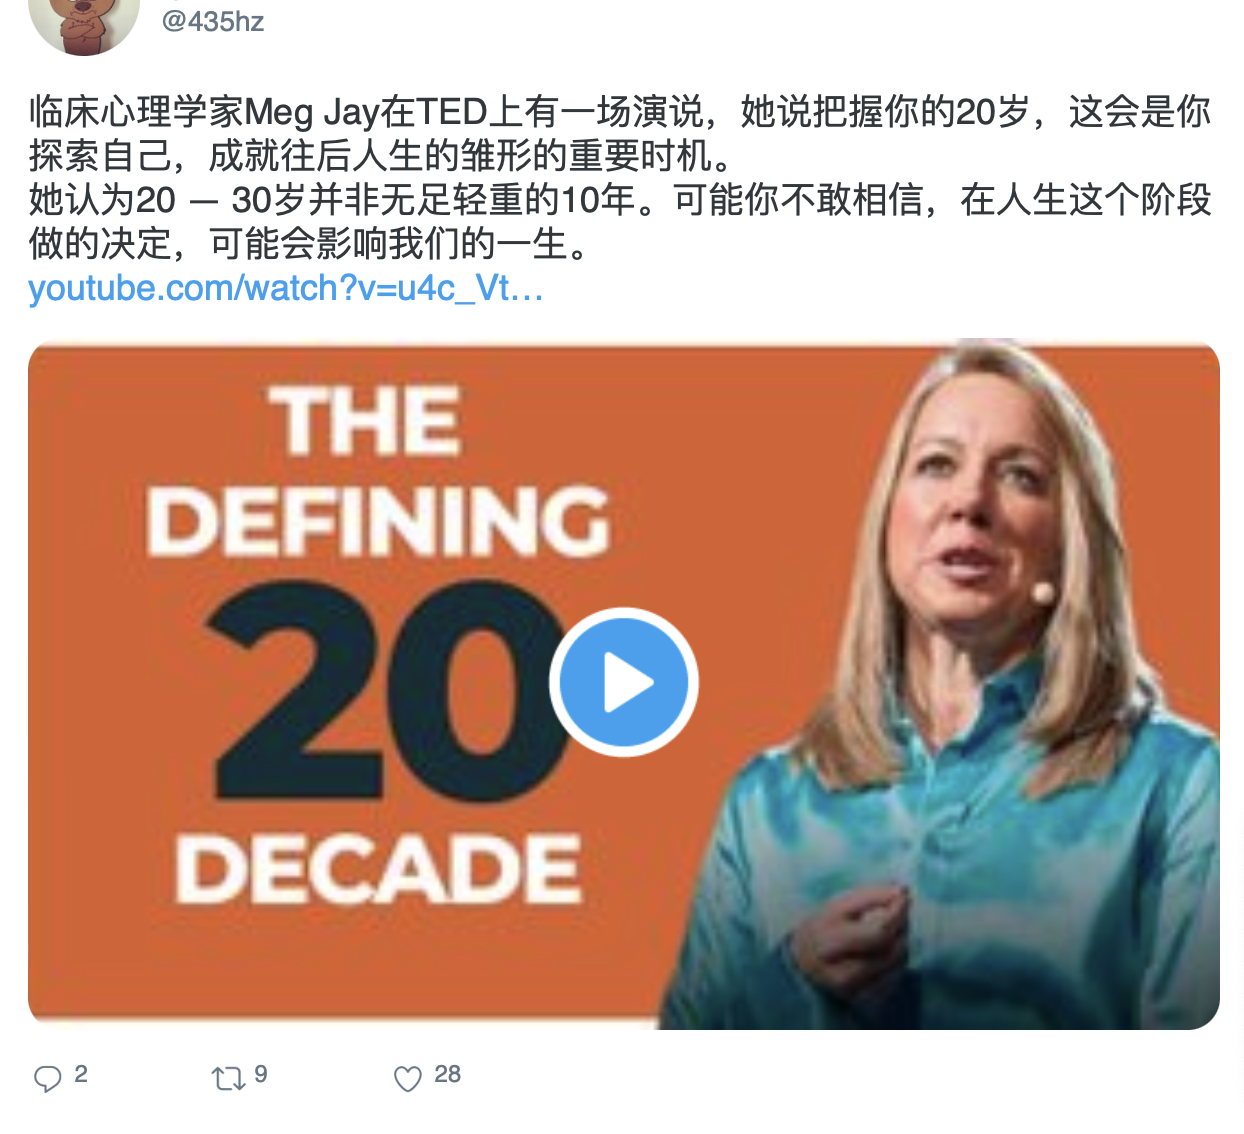 @435hz
临床心理学家Meg Jay在TED上有一场演说，她说把握你的20岁，这会是你
探索自己，成就往后人生的雏形的重要时机。
她认为20 — 30岁并非无足轻重的10年。可能你不敢相信，在人生这个阶段
做的决定，可能会影响我们的一生。
youtube.com/watch?v=u4c_Vt…
THE
DEFINING
20
DECADE
2
9
28